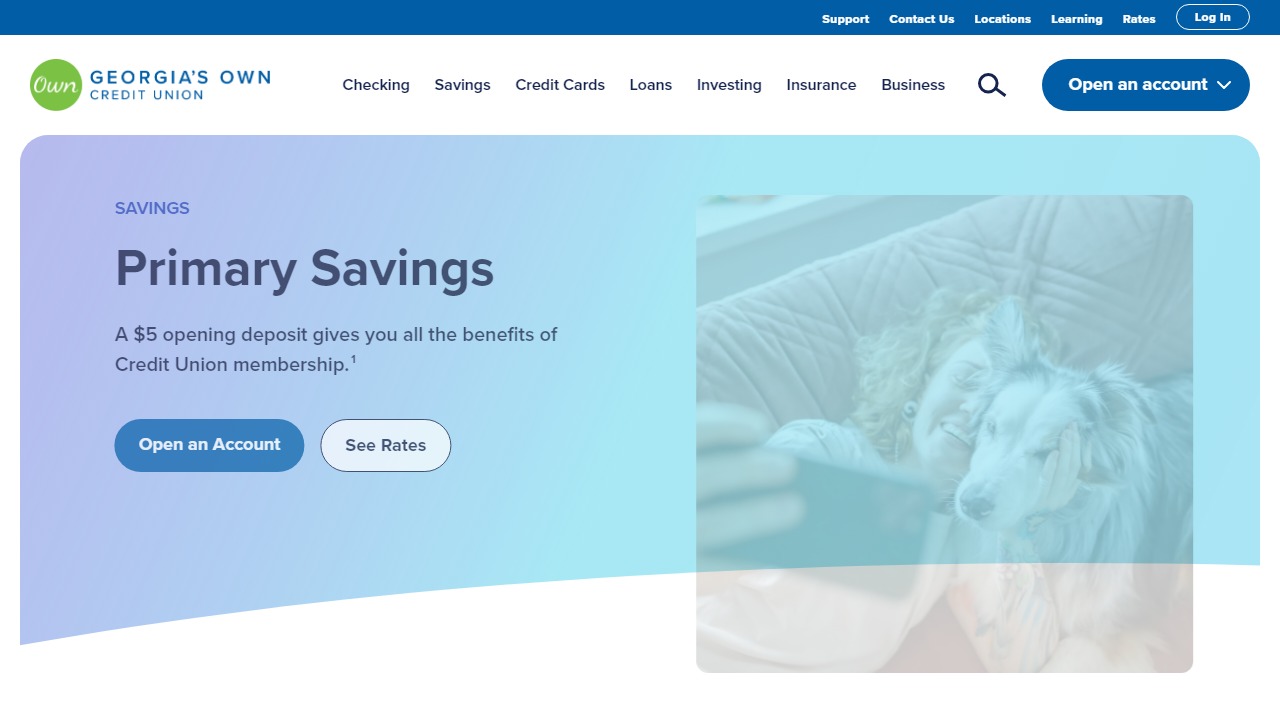 Support Contact Us Locations Learning Rates Log In
Own GEORGIA'S OWN
CREDIT UNION
Checking Savings Credit Cards Loans Investing Insurance Business Open an account
SAVINGS
Primary Savings
A $5 opening deposit gives you all the benefits of
Credit Union membership.¹
Open an Account See Rates